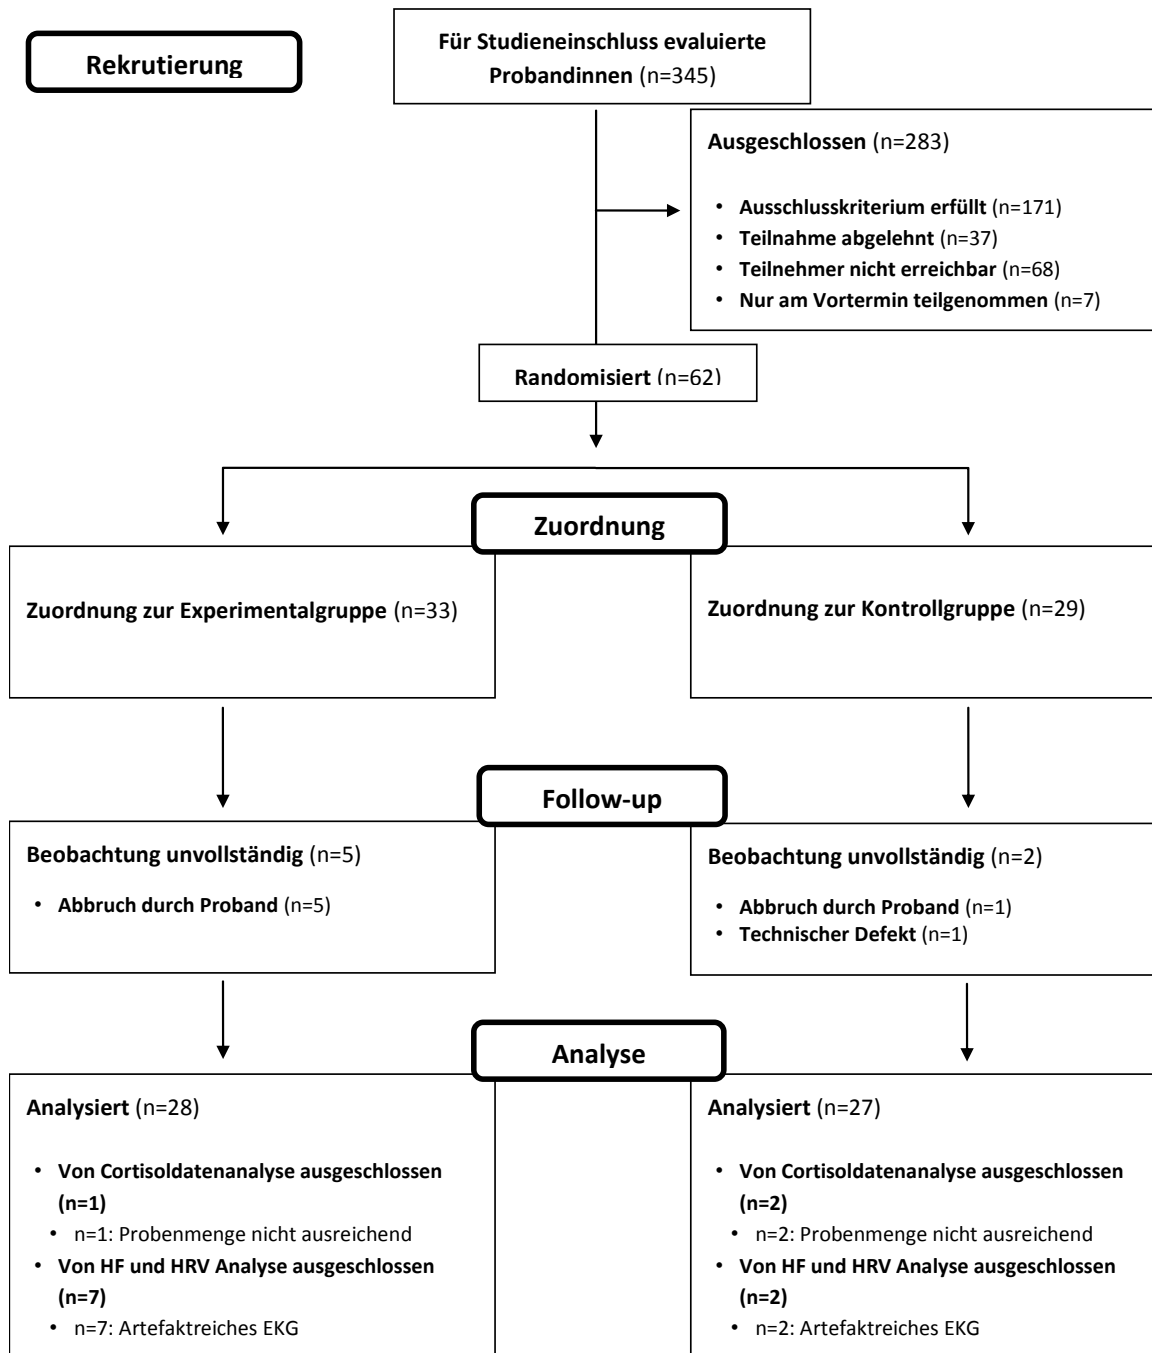 Rekrutierung
Für Studieneinschluss evaluierte
Probandinnen (n=345)
Ausgeschlossen (n=283)
• Ausschlusskriterium erfüllt (n=171)
• Teilnahme abgelehnt (n=37)
• Teilnehmer nicht erreichbar (n=68)
• Nur am Vortermin teilgenommen (n=7)
Randomisiert (n=62)
Zuordnung
Zuordnung zur Experimentalgruppe (n=33)
Zuordnung zur Kontrollgruppe (n=29)
Follow-up
Beobachtung unvollständig (n=5)
• Abbruch durch Proband (n=5)
Beobachtung unvollständig (n=2)
• Abbruch durch Proband (n=1)
• Technischer Defekt (n=1)
Analyse
Analysiert (n=28)
• Von Cortisoldatenanalyse ausgeschlossen
(n=1)
• n=1: Probenmenge nicht ausreichend
• Von HF und HRV Analyse ausgeschlossen
(n=7)
• n=7: Artefaktreiches EKG
Analysiert (n=27)
• Von Cortisoldatenanalyse ausgeschlossen
(n=2)
• n=2: Probenmenge nicht ausreichend
• Von HF und HRV Analyse ausgeschlossen
(n=2)
• n=2: Artefaktreiches EKG